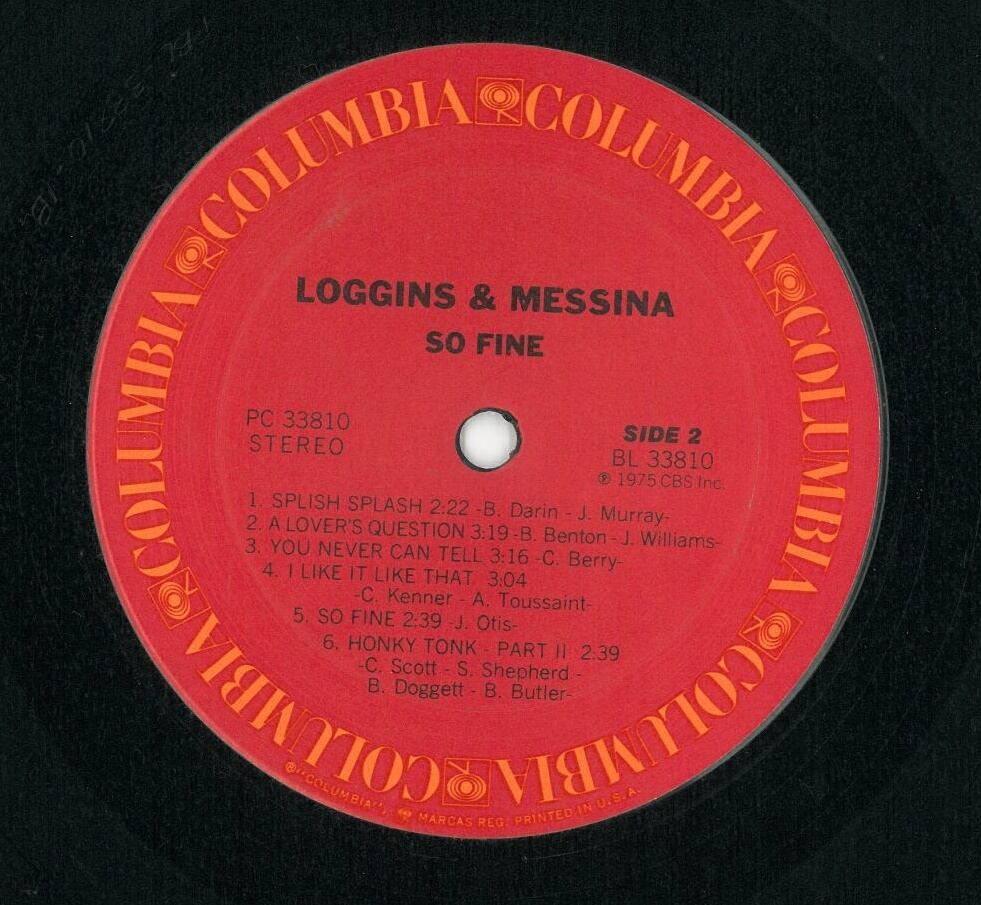 COLUMBIA COLUMBIA COLUMBIA COLUMBIA COLUMBIA COLUMBIA
LOGGINS & MESSINA
SO FINE
PC 33810
STEREO
SIDE 2
BL 33810
℗ 1975 CBS Inc.
1. SPLISH SPLASH 2:22 -B. Darin - J. Murray-
2. A LOVER'S QUESTION 3:19 -B. Benton - J. Williams-
3. YOU NEVER CAN TELL 3:16 -C. Berry-
4. I LIKE IT LIKE THAT 3:04
-C. Kenner - A. Toussaint-
5. SO FINE 2:39 -J. Otis-
6. HONKY TONK - PART II 2:39
-C. Scott - S. Shepherd -
B. Doggett - B. Butler-
® "COLUMBIA", MARCAS REG. PRINTED IN U.S.A.